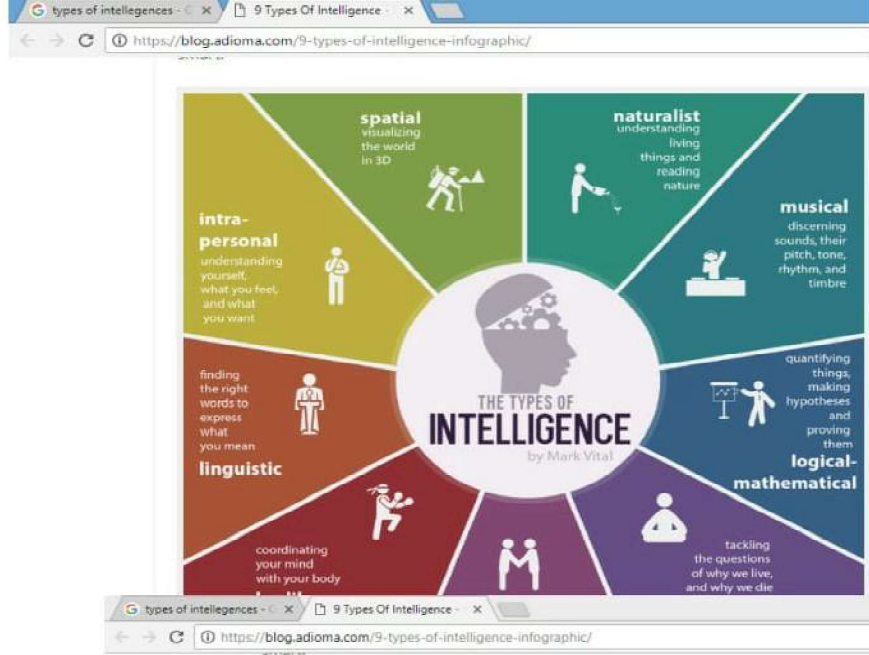 types of intellegences -
9 Types Of Intelligence -
https://blog.adioma.com/9-types-of-intelligence-infographic/
spatial
visualizing
the world
in 3D
naturalist
understanding
living
things and
reading
nature
musical
discerning
sounds, their
pitch, tone,
rhythm, and
timbre
intra-
personal
understanding
yourself,
what you feel,
and what
you want
quantifying
things,
making
hypotheses
and
proving
them
logical-
mathematical
finding
the right
words to
express
what
you mean
linguistic
THE TYPES OF
INTELLIGENCE
by Mark Vital
coordinating
your mind
with your body
tackling
the questions
of why we live,
and why we die
types of intellegences -
9 Types Of Intelligence -
https://blog.adioma.com/9-types-of-intelligence-infographic/